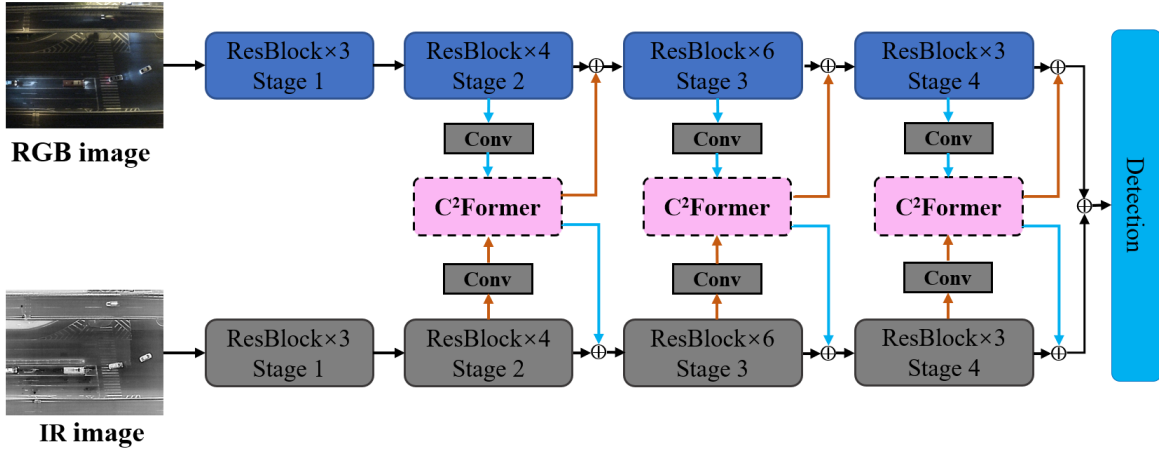 RGB image
ResBlock×3
Stage 1
ResBlock×4
Stage 2
ResBlock×6
Stage 3
ResBlock×3
Stage 4
Conv
Conv
Conv
C²Former
C²Former
C²Former
Conv
Conv
Conv
IR image
ResBlock×3
Stage 1
ResBlock×4
Stage 2
ResBlock×6
Stage 3
ResBlock×3
Stage 4
Detection